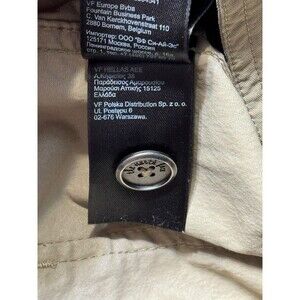 VF Europe Bvba
Fountain Business Park
C. Van Kerckhovenstraat 110
2880 Bornem, Belgium
Импортер: ООО "ВФ Си-Ай-Эс"
125171 Москва, Россия
VF HELLAS AEE
Παράδεισος Αμαρουσίου
Μαρούσι Αττικής 15125
Ελλάδα
VF Polska Distribution Sp. z o. o.
Ul. Postępu 6
02-676 Warszawa.